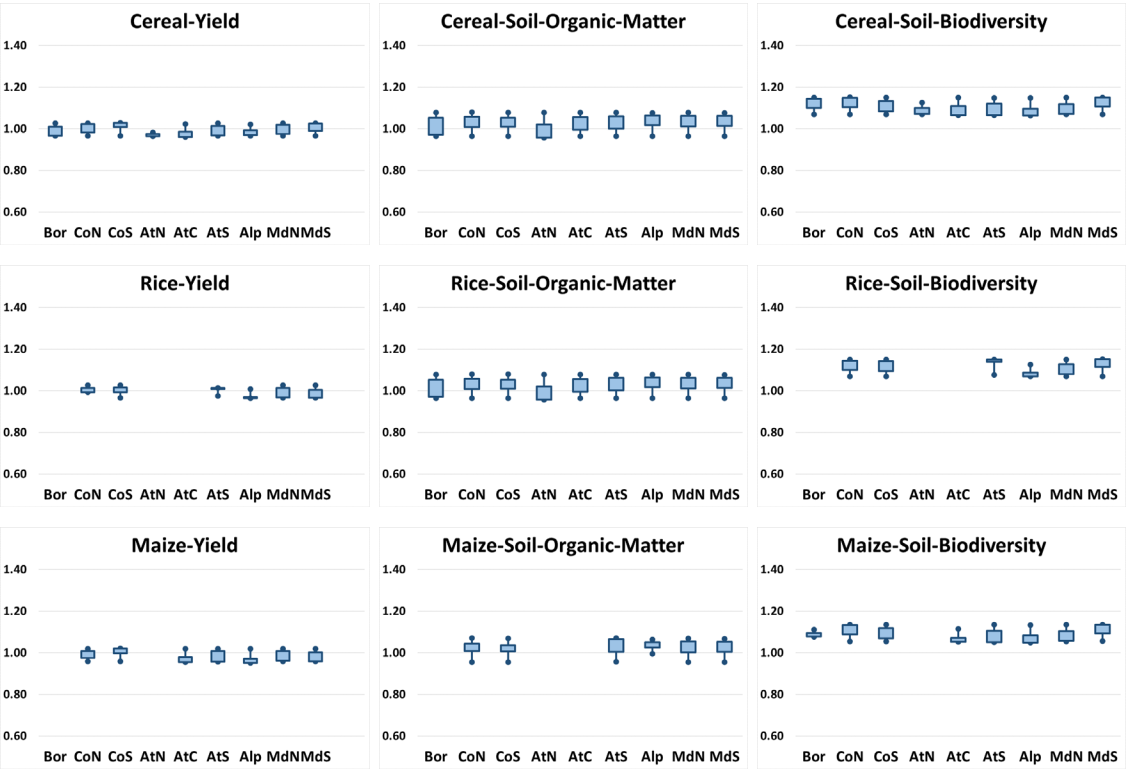 Cereal-Yield
1.40
1.20
1.00
0.80
0.60
Bor CoN CoS AtN AtC AtS Alp MdN MdS
Cereal-Soil-Organic-Matter
1.40
1.20
1.00
0.80
0.60
Bor CoN CoS AtN AtC AtS Alp MdN MdS
Cereal-Soil-Biodiversity
1.40
1.20
1.00
0.80
0.60
Bor CoN CoS AtN AtC AtS Alp MdN MdS
Rice-Yield
1.40
1.20
1.00
0.80
0.60
Bor CoN CoS AtN AtC AtS Alp MdN MdS
Rice-Soil-Organic-Matter
1.40
1.20
1.00
0.80
0.60
Bor CoN CoS AtN AtC AtS Alp MdN MdS
Rice-Soil-Biodiversity
1.40
1.20
1.00
0.80
0.60
Bor CoN CoS AtN AtC AtS Alp MdN MdS
Maize-Yield
1.40
1.20
1.00
0.80
0.60
Bor CoN CoS AtN AtC AtS Alp MdN MdS
Maize-Soil-Organic-Matter
1.40
1.20
1.00
0.80
0.60
Bor CoN CoS AtN AtC AtS Alp MdN MdS
Maize-Soil-Biodiversity
1.40
1.20
1.00
0.80
0.60
Bor CoN CoS AtN AtC AtS Alp MdN MdS